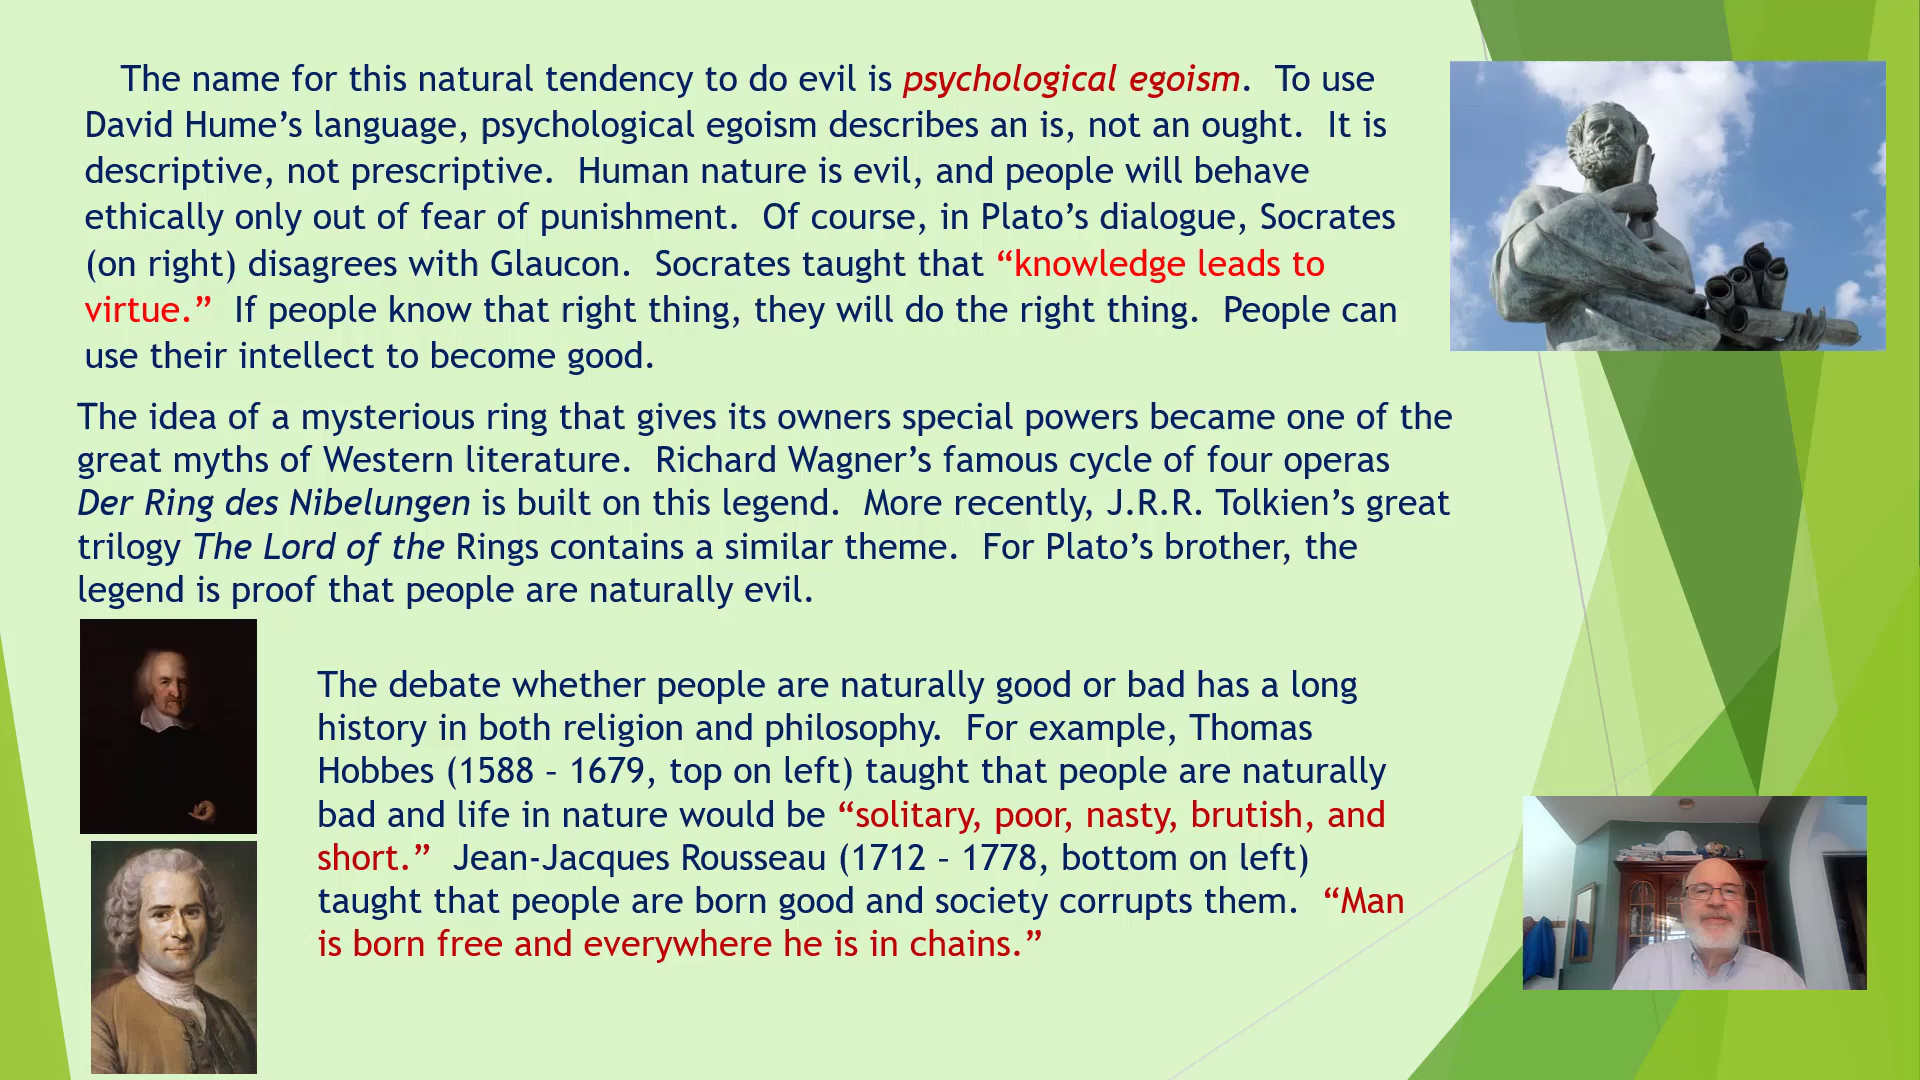 The name for this natural tendency to do evil is psychological egoism.  To use
David Hume’s language, psychological egoism describes an is, not an ought.  It is
descriptive, not prescriptive.  Human nature is evil, and people will behave
ethically only out of fear of punishment.  Of course, in Plato’s dialogue, Socrates
(on right) disagrees with Glaucon.  Socrates taught that “knowledge leads to
virtue.”  If people know that right thing, they will do the right thing.  People can
use their intellect to become good.
The idea of a mysterious ring that gives its owners special powers became one of the
great myths of Western literature.  Richard Wagner’s famous cycle of four operas
Der Ring des Nibelungen is built on this legend.  More recently, J.R.R. Tolkien’s great
trilogy The Lord of the Rings contains a similar theme.  For Plato’s brother, the
legend is proof that people are naturally evil.
The debate whether people are naturally good or bad has a long
history in both religion and philosophy.  For example, Thomas
Hobbes (1588 – 1679, top on left) taught that people are naturally
bad and life in nature would be “solitary, poor, nasty, brutish, and
short.”  Jean-Jacques Rousseau (1712 – 1778, bottom on left)
taught that people are born good and society corrupts them.  “Man
is born free and everywhere he is in chains.”